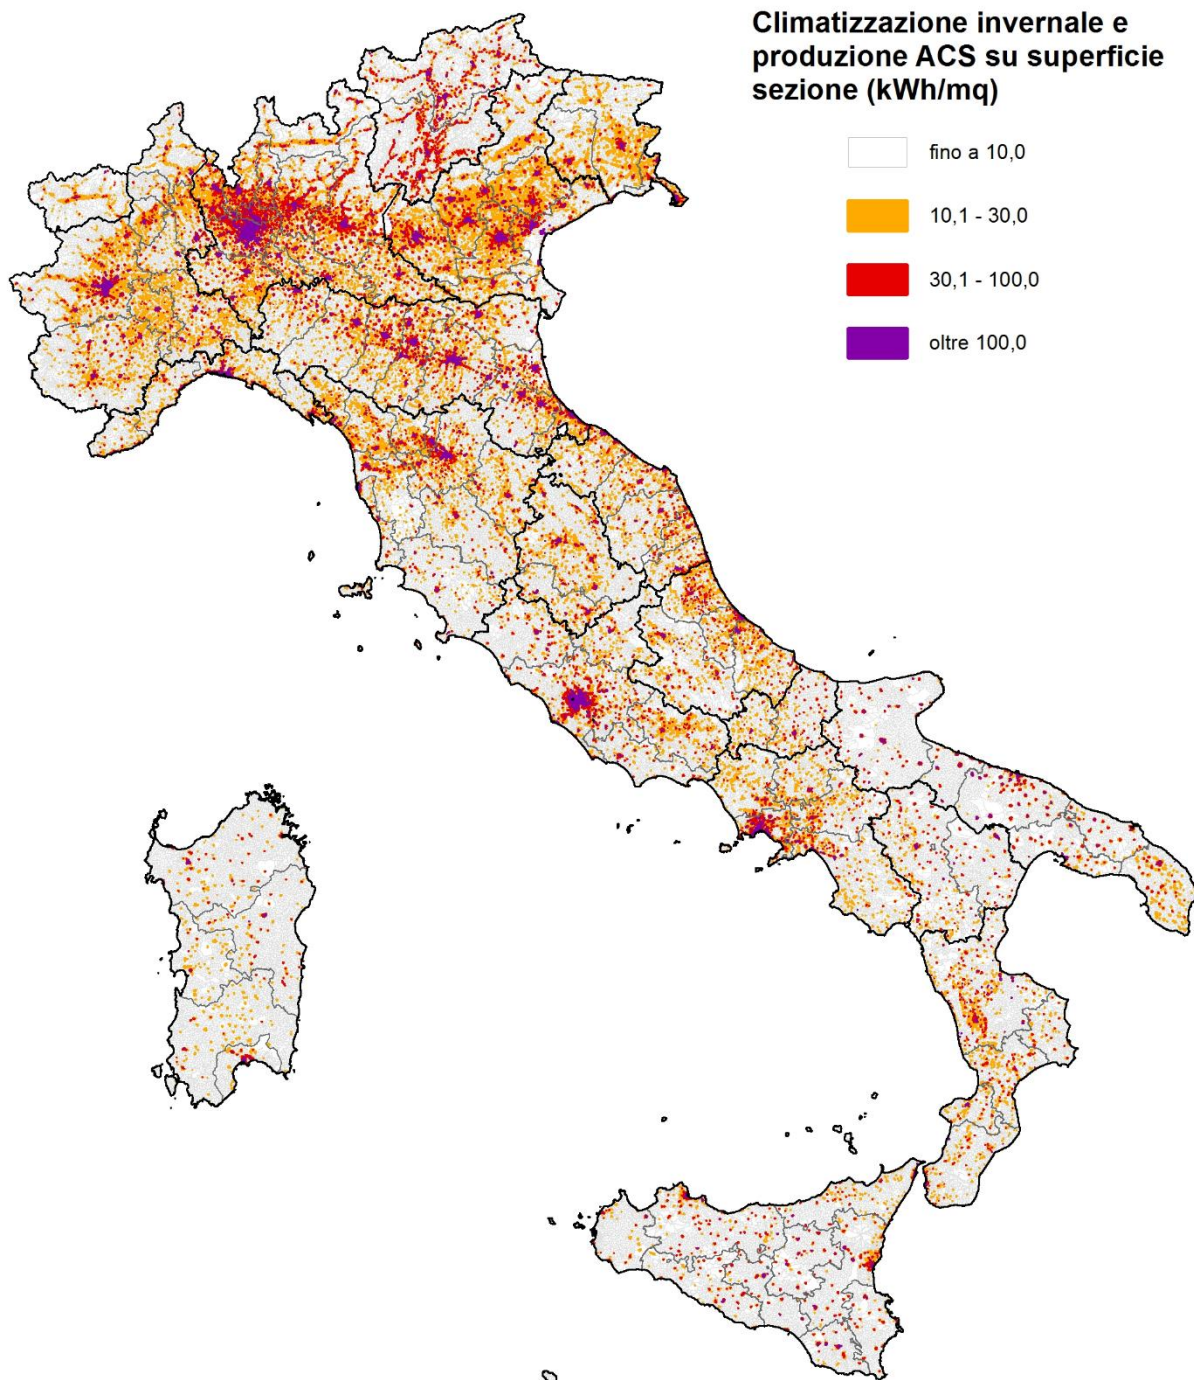 Climatizzazione invernale e
produzione ACS su superficie
sezione (kWh/mq)
fino a 10,0
10,1 - 30,0
30,1 - 100,0
oltre 100,0